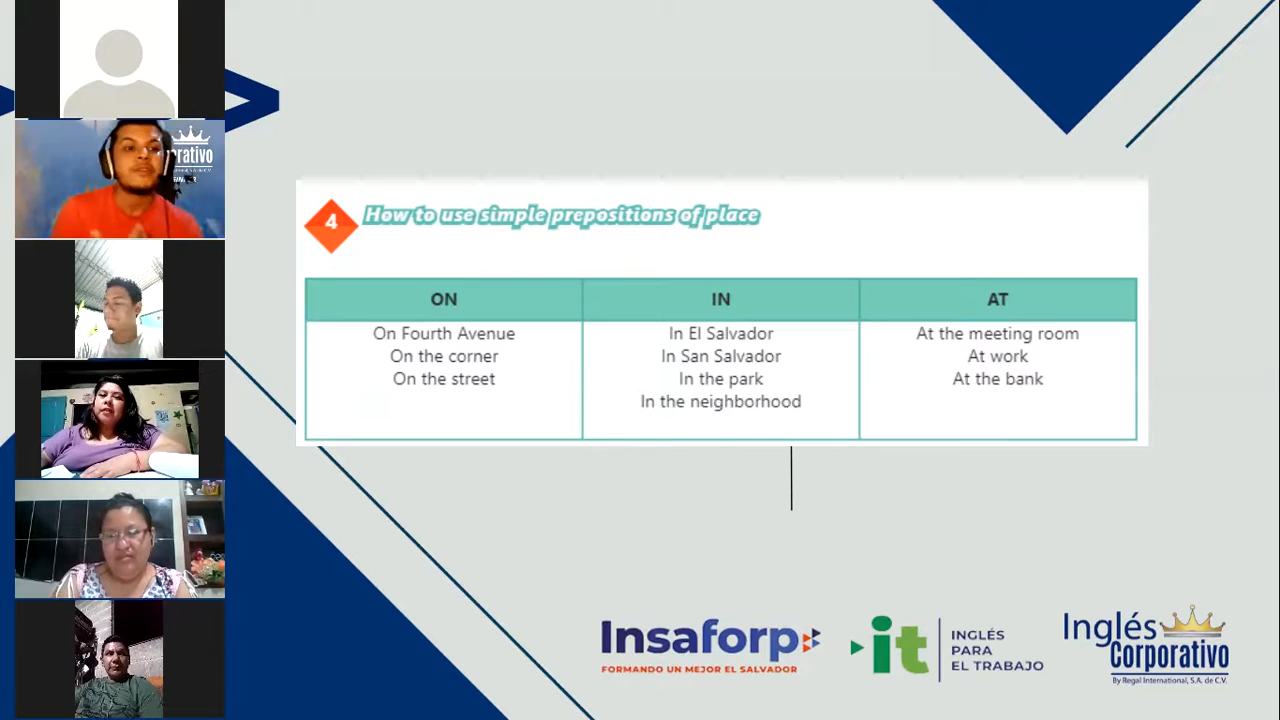 4
How to use simple prepositions of place
ON
On Fourth Avenue
On the corner
On the street
IN
In El Salvador
In San Salvador
In the park
In the neighborhood
AT
At the meeting room
At work
At the bank
Insaforp
FORMANDO UN MEJOR EL SALVADOR
it
INGLÉS
PARA
EL TRABAJO
Inglés
Corporativo
By Regal International, S.A. de C.V.